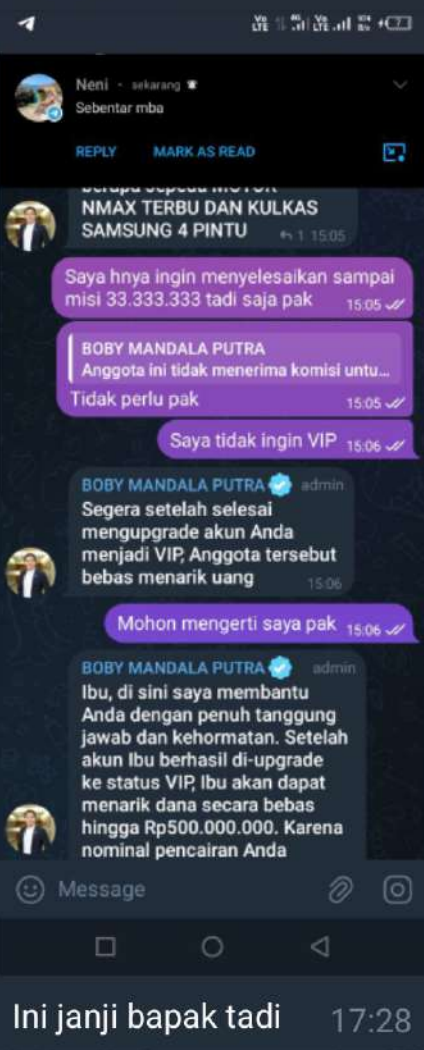 Vo LTE
Neni • sekarang
Sebentar mba
REPLY MARK AS READ
berupa sepeda MOTOR
NMAX TERBU DAN KULKAS
SAMSUNG 4 PINTU
1 15:05
Saya hnya ingin menyelesaikan sampai
misi 33.333.333 tadi saja pak 15:05
BOBY MANDALA PUTRA
Anggota ini tidak menerima komisi untu...
Tidak perlu pak 15:05
Saya tidak ingin VIP 15:06
BOBY MANDALA PUTRA admin
Segera setelah selesai
mengupgrade akun Anda
menjadi VIP, Anggota tersebut
bebas menarik uang 15:06
Mohon mengerti saya pak 15:06
BOBY MANDALA PUTRA admin
Ibu, di sini saya membantu
Anda dengan penuh tanggung
jawab dan kehormatan. Setelah
akun Ibu berhasil di-upgrade
ke status VIP, Ibu akan dapat
menarik dana secara bebas
hingga Rp500.000.000. Karena
nominal pencairan Anda
Message
Ini janji bapak tadi 17:28